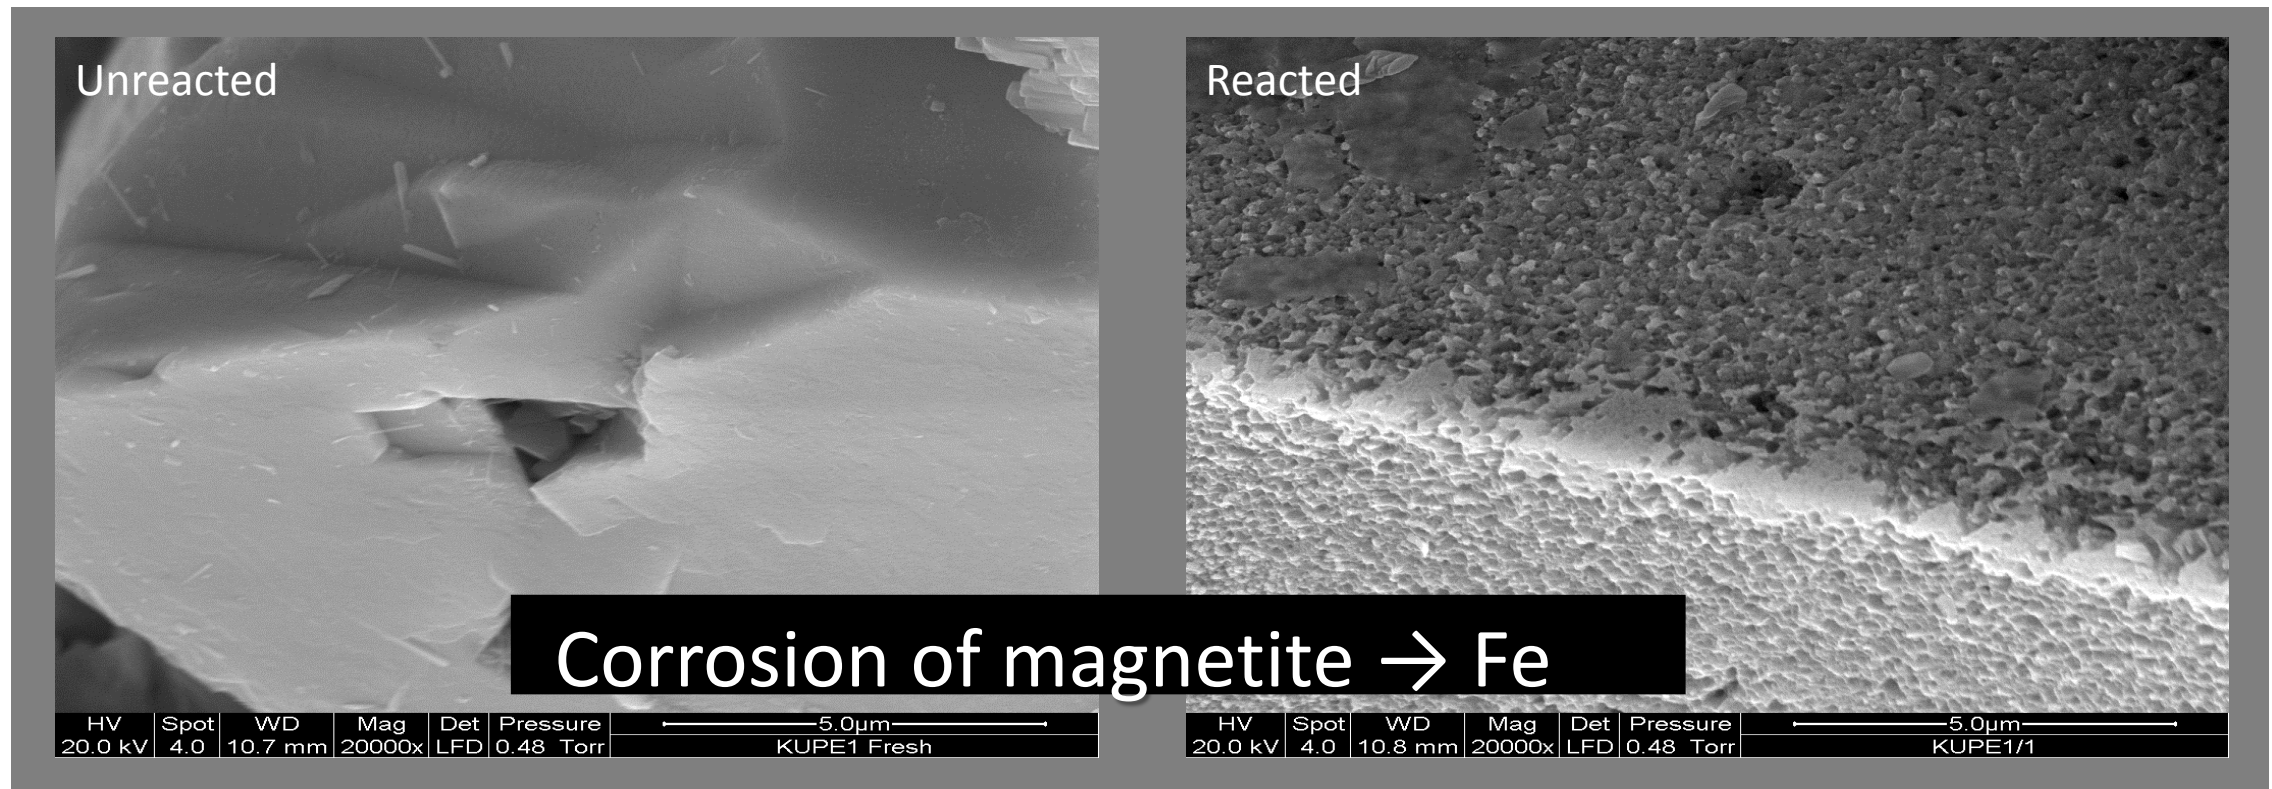 Unreacted
Reacted
Corrosion of magnetite → Fe
HV Spot WD Mag Det Pressure 5.0µm
20.0 kV 4.0 10.7 mm 20000x LFD 0.48 Torr KUPE1 Fresh
HV Spot WD Mag Det Pressure 5.0µm
20.0 kV 4.0 10.8 mm 20000x LFD 0.48 Torr KUPE1/1